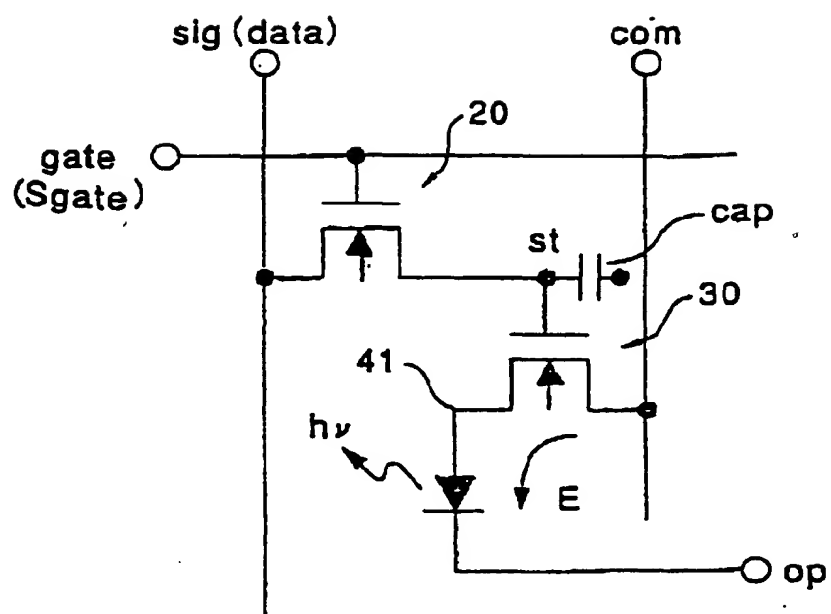 sig (data)
com
20
gate
(Sgate)
cap
st
30
41
hν
E
op